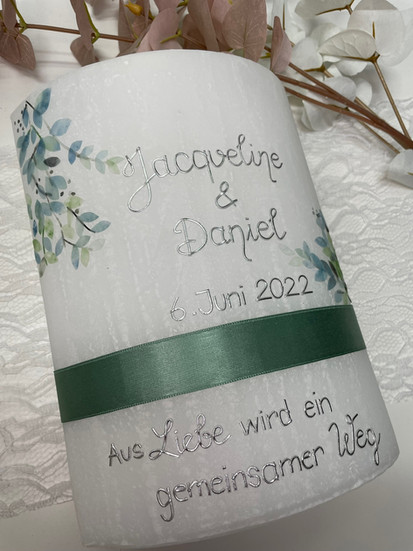 Jacqueline
&
Daniel
6. Juni 2022
Aus Liebe wird ein
gemeinsamer Weg